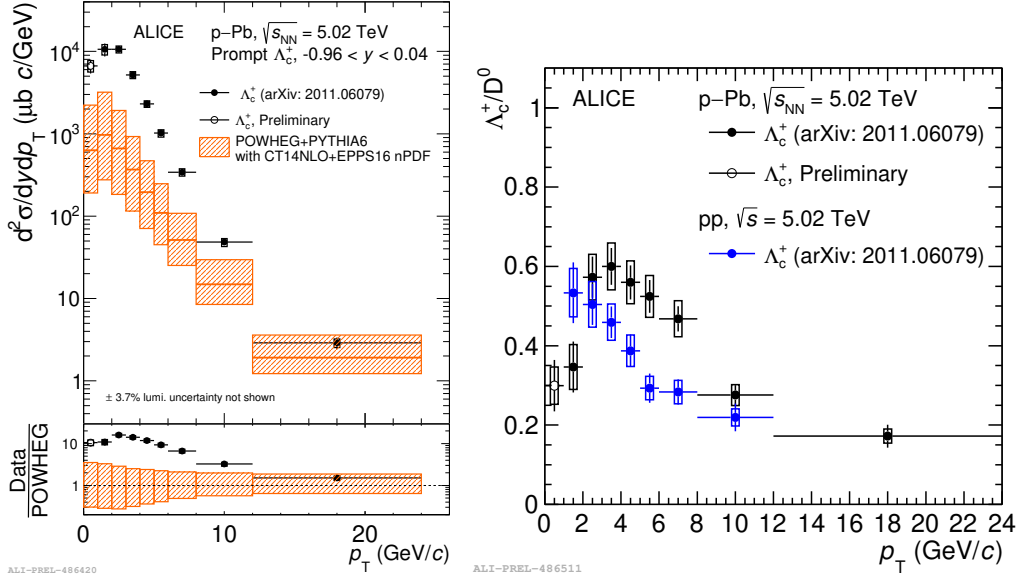 ALICE
p−Pb, √sNN = 5.02 TeV
Prompt Λc+, -0.96 < y < 0.04
Λc+ (arXiv: 2011.06079)
Λc+, Preliminary
POWHEG+PYTHIA6
with CT14NLO+EPPS16 nPDF
d²σ/dydpT (μb c/GeV)
10⁴
10³
10²
10
1
± 3.7% lumi. uncertainty not shown
Data
POWHEG
10
1
0 10 20
pT (GeV/c)
ALI-PREL-486420
Λc+/D⁰
ALICE
p−Pb, √sNN = 5.02 TeV
Λc+ (arXiv: 2011.06079)
Λc+, Preliminary
pp, √s = 5.02 TeV
Λc+ (arXiv: 2011.06079)
1
0.8
0.6
0.4
0.2
0
0 2 4 6 8 10 12 14 16 18 20 22 24
pT (GeV/c)
ALI-PREL-486511